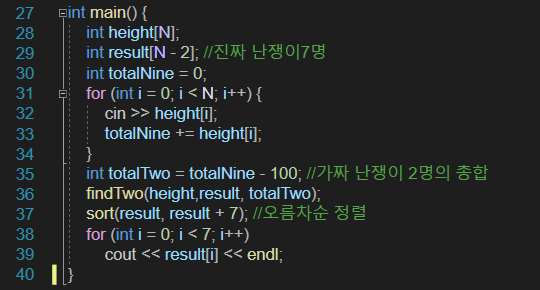 27 int main() {
28 int height[N];
29 int result[N - 2]; //진짜 난쟁이7명
30 int totalNine = 0;
31 for (int i = 0; i < N; i++) {
32 cin >> height[i];
33 totalNine += height[i];
34 }
35 int totalTwo = totalNine - 100; //가짜 난쟁이 2명의 총합
36 findTwo(height,result, totalTwo);
37 sort(result, result + 7); //오름차순 정렬
38 for (int i = 0; i < 7; i++)
39 cout << result[i] << endl;
40 }